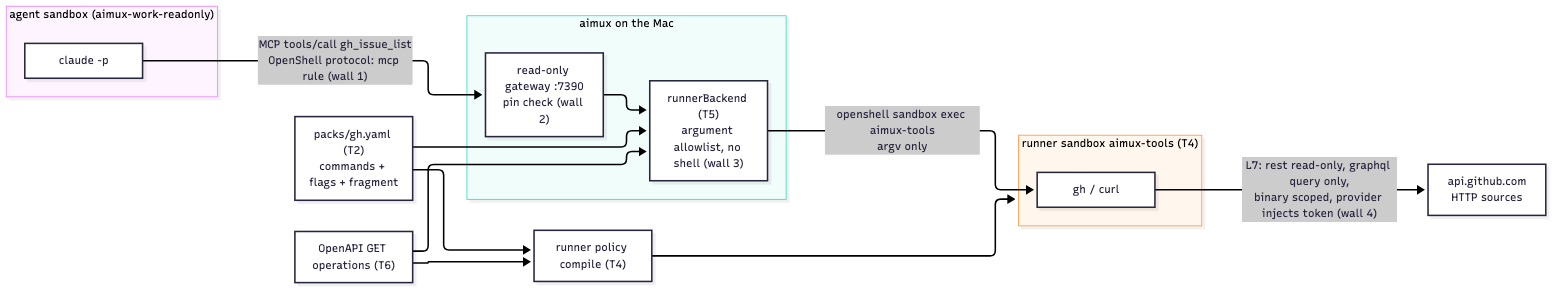 agent sandbox (aimux-work-readonly)
claude -p
MCP tools/call gh_issue_list
OpenShell protocol: mcp
rule (wall 1)
aimux on the Mac
read-only
gateway :7390
pin check (wall
2)
runnerBackend
(T5)
argument
allowlist, no
shell (wall 3)
packs/gh.yaml
(T2)
commands +
flags + fragment
OpenAPI GET
operations (T6)
runner policy
compile (T4)
openshell sandbox exec
aimux-tools
argv only
runner sandbox aimux-tools (T4)
gh / curl
L7: rest read-only, graphql
query only,
binary scoped, provider
injects token (wall 4)
api.github.com
HTTP sources